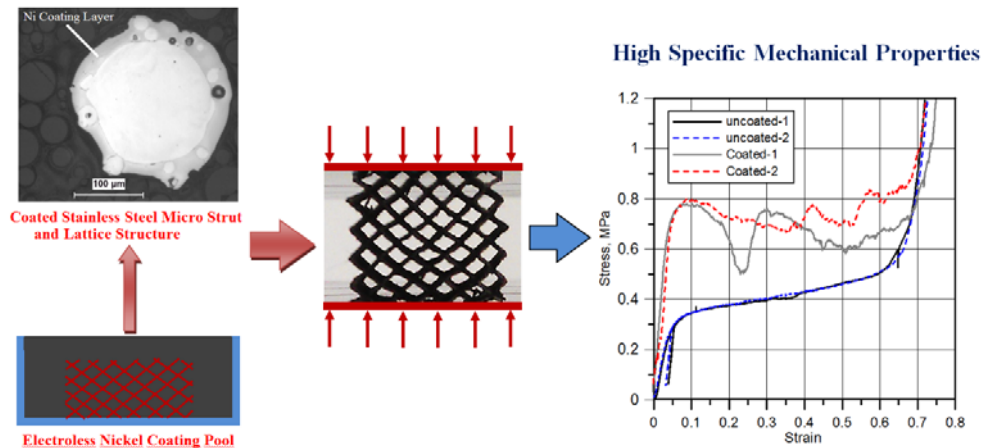 Ni Coating Layer
100 μm
Coated Stainless Steel Micro Strut
and Lattice Structure
Electroless Nickel Coating Pool
High Specific Mechanical Properties
uncoated-1
uncoated-2
Coated-1
Coated-2
Stress, MPa
1.2
1
0.8
0.6
0.4
0.2
0
0 0.1 0.2 0.3 0.4 0.5 0.6 0.7 0.8
Strain